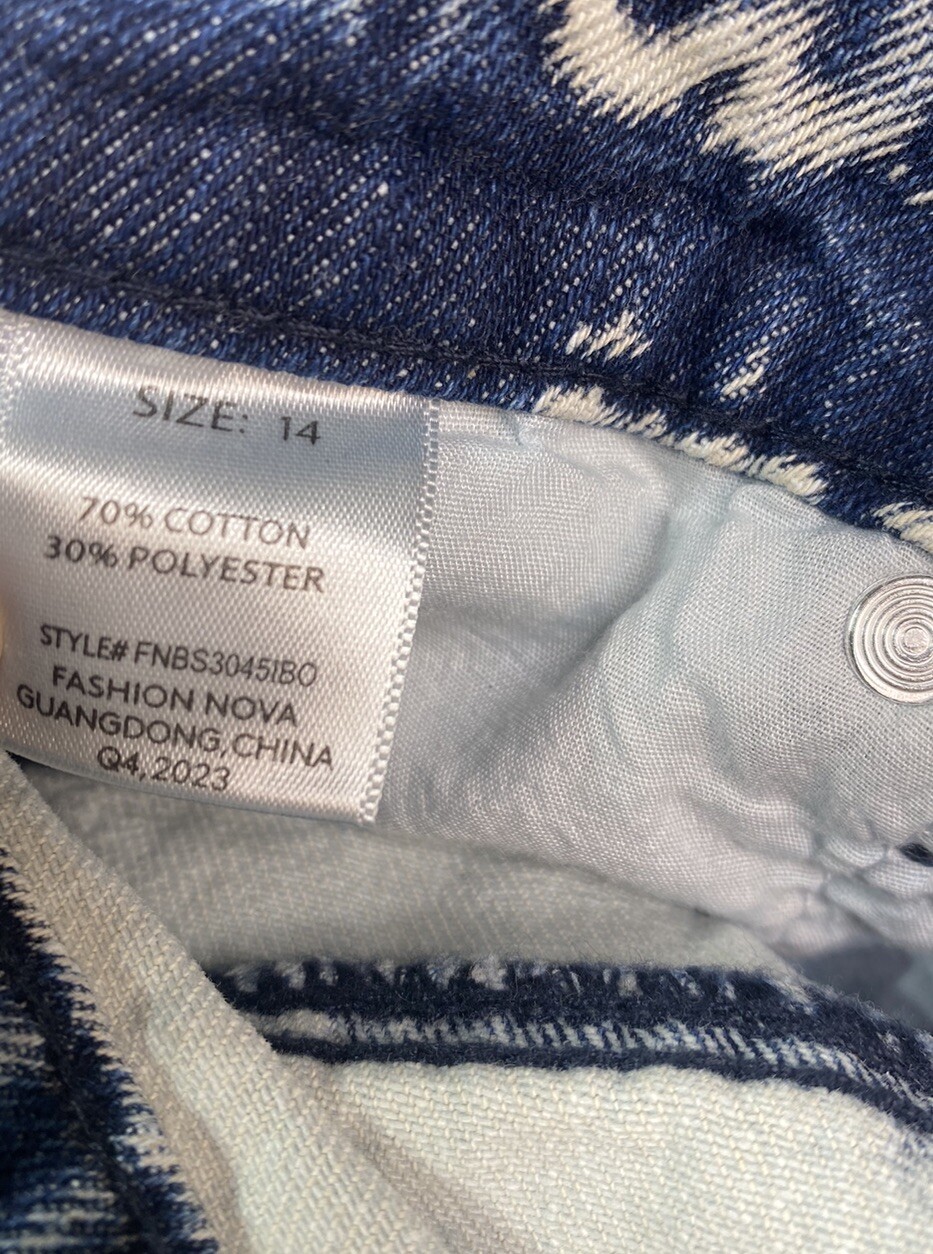 SIZE: 14
70% COTTON
30% POLYESTER
STYLE# FNBS3045IBO
FASHION NOVA
GUANGDONG, CHINA
Q4, 2023